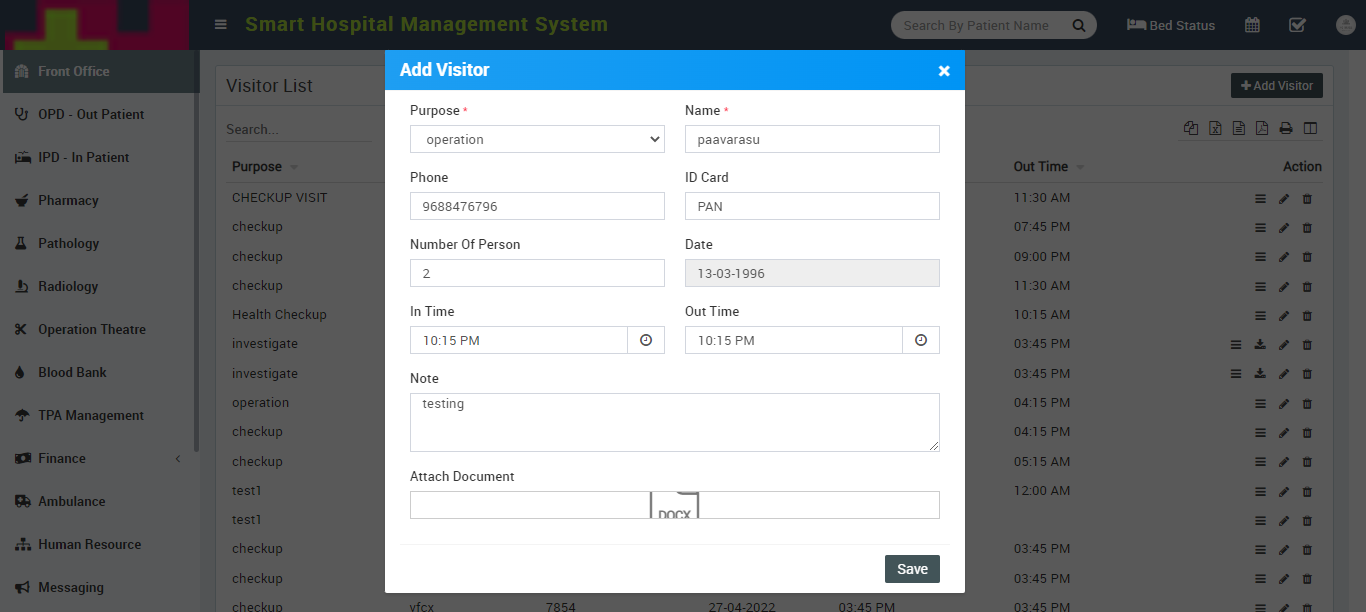 Smart Hospital Management System
Search By Patient Name
Bed Status
Front Office
OPD - Out Patient
IPD - In Patient
Pharmacy
Pathology
Radiology
Operation Theatre
Blood Bank
TPA Management
Finance
Ambulance
Human Resource
Messaging
Visitor List
Add Visitor
Search...
Purpose
Out Time
Action
CHECKUP VISIT
11:30 AM
checkup
07:45 PM
checkup
09:00 PM
checkup
11:30 AM
Health Checkup
10:15 AM
investigate
03:45 PM
investigate
03:45 PM
operation
04:15 PM
checkup
04:15 PM
checkup
05:15 AM
test1
12:00 AM
test1
checkup
03:45 PM
checkup
03:45 PM
checkup vfcx 7854 27-04-2022 03:45 PM 03:45 PM
Add Visitor ×
Purpose * Name *
operation paavarasu
Phone ID Card
9688476796 PAN
Number Of Person Date
2 13-03-1996
In Time Out Time
10:15 PM 10:15 PM
Note
testing
Attach Document
DOCX
Save